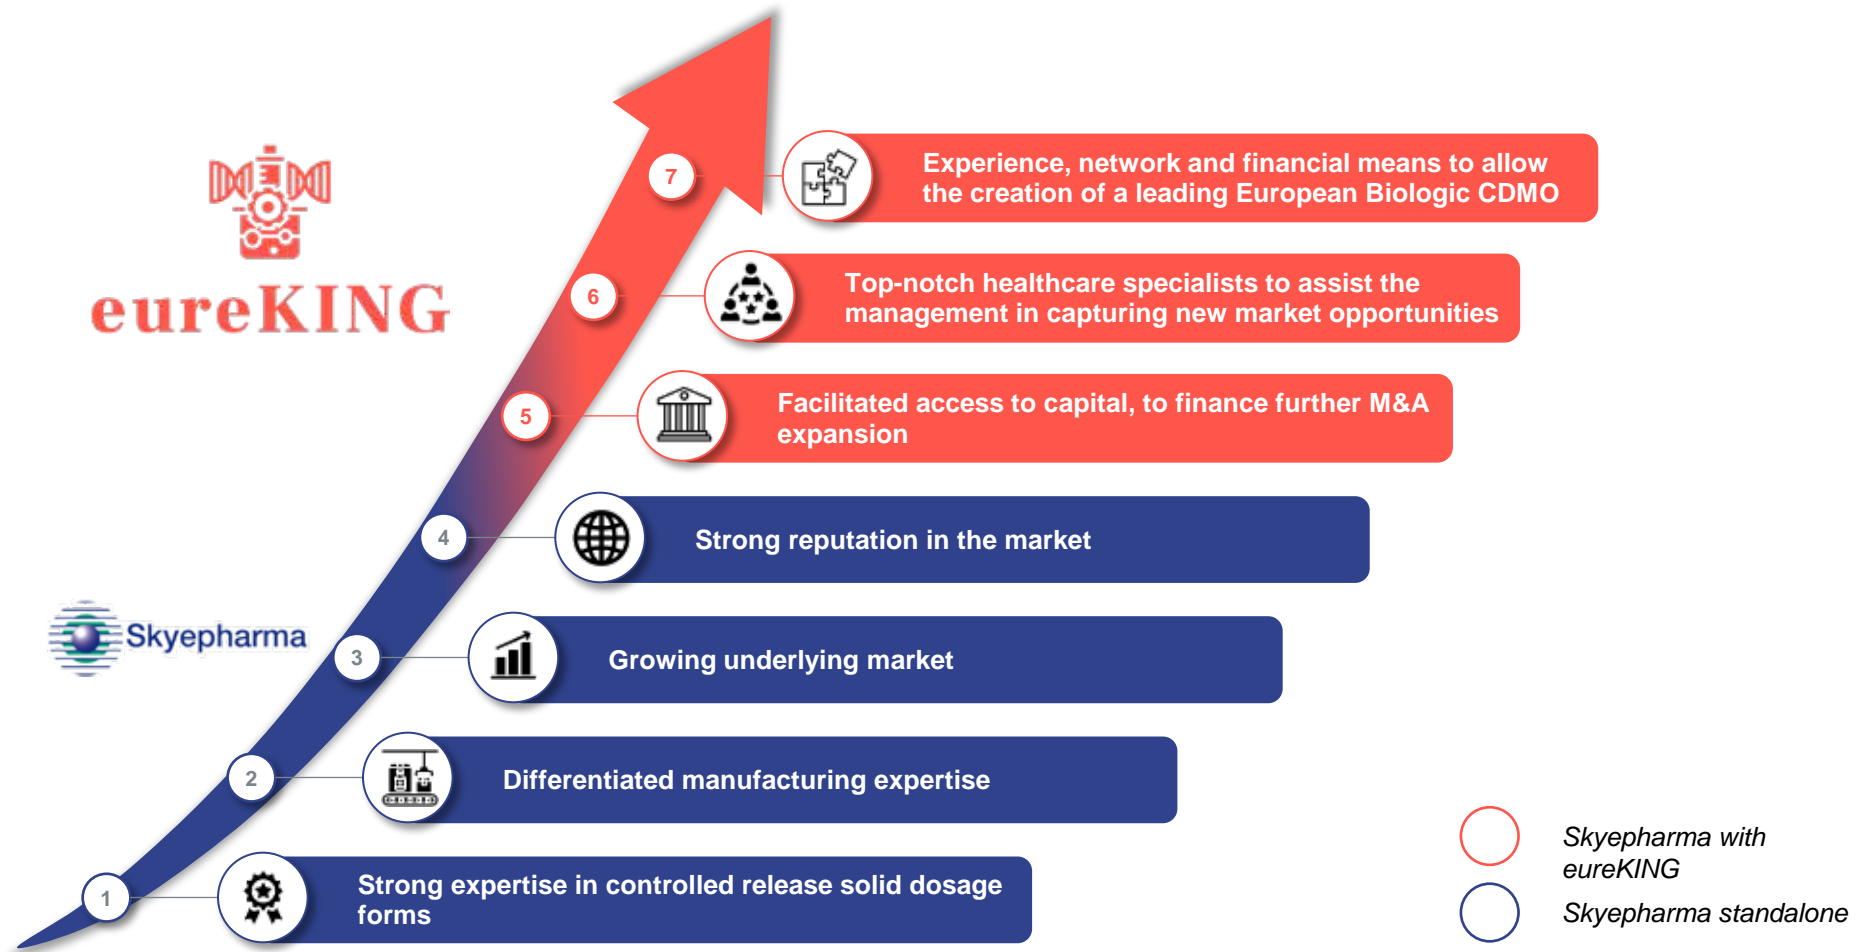 7
Experience, network and financial means to allow
the creation of a leading European Biologic CDMO
eureKING
6
Top-notch healthcare specialists to assist the
management in capturing new market opportunities
5
Facilitated access to capital, to finance further M&A
expansion
4
Strong reputation in the market
Skyepharma
3
Growing underlying market
2
Differentiated manufacturing expertise
1
Strong expertise in controlled release solid dosage
forms
Skyepharma with
eureKING
Skyepharma standalone